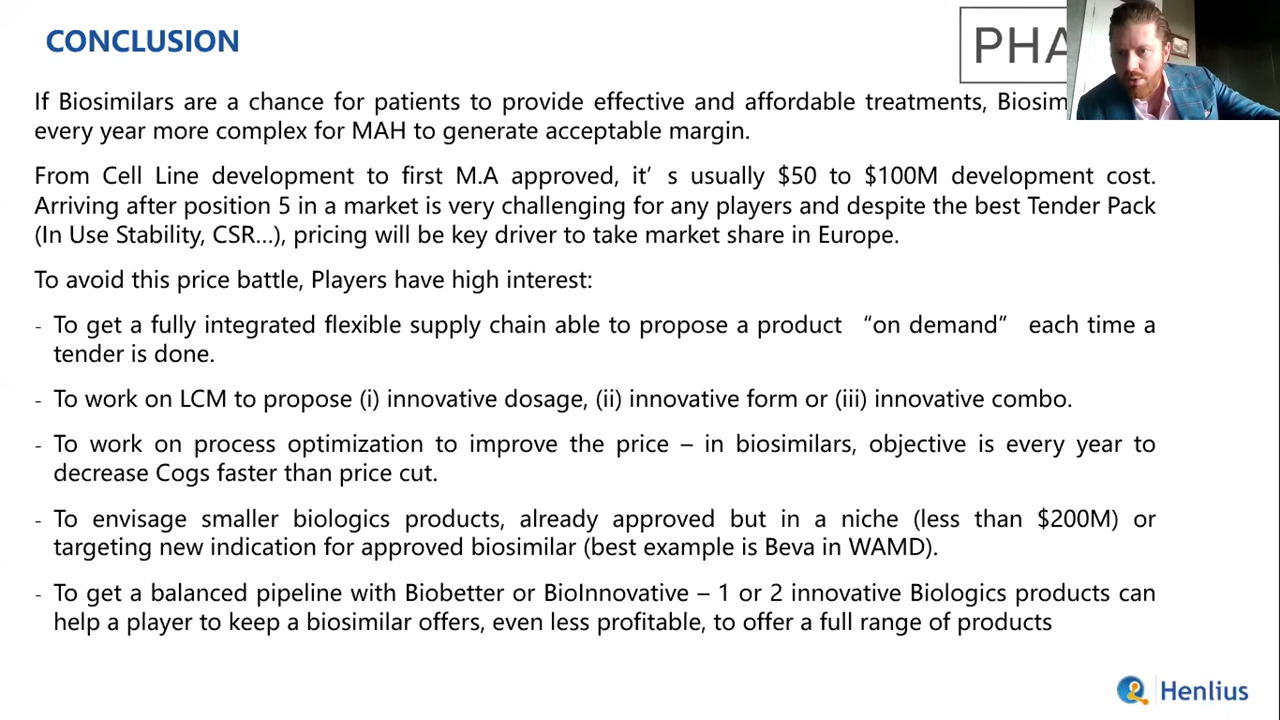 CONCLUSION
PHA
If Biosimilars are a chance for patients to provide effective and affordable treatments,
every year more complex for MAH to generate acceptable margin.
From Cell Line development to first M.A approved, it’ s usually $50 to $100M development cost.
Arriving after position 5 in a market is very challenging for any players and despite the best Tender Pack
(In Use Stability, CSR…), pricing will be key driver to take market share in Europe.
To avoid this price battle, Players have high interest:
- To get a fully integrated flexible supply chain able to propose a product “on demand” each time a
tender is done.
- To work on LCM to propose (i) innovative dosage, (ii) innovative form or (iii) innovative combo.
- To work on process optimization to improve the price – in biosimilars, objective is every year to
decrease Cogs faster than price cut.
- To envisage smaller biologics products, already approved but in a niche (less than $200M) or
targeting new indication for approved biosimilar (best example is Beva in WAMD).
- To get a balanced pipeline with Biobetter or BioInnovative – 1 or 2 innovative Biologics products can
help a player to keep a biosimilar offers, even less profitable, to offer a full range of products
Henlius